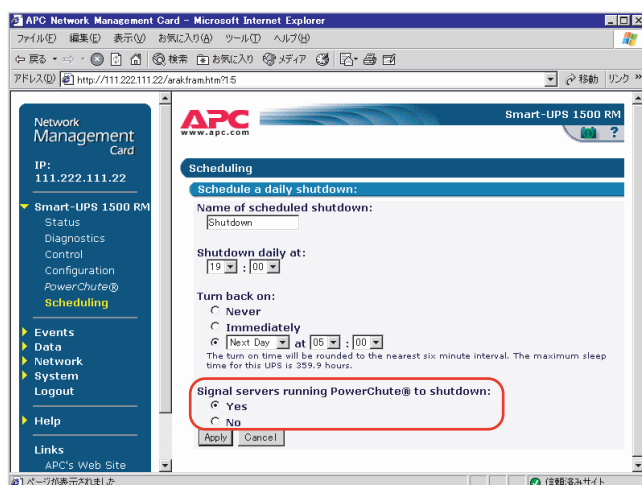 APC Network Management Card - Microsoft Internet Explorer
ファイル(F) 編集(E) 表示(V) お気に入り(A) ツール(T) ヘルプ(H)
戻る 検索 お気に入り メディア
アドレス(D) http://111.222.111.22/arakfram.htm?15 移動 リンク »
Network
Management
Card
IP:
111.222.111.22
Smart-UPS 1500 RM
Status
Diagnostics
Control
Configuration
PowerChute®
Scheduling
Events
Data
Network
System
Logout
Help
Links
APC's Web Site
APC
www.apc.com
Smart-UPS 1500 RM
?
Scheduling
Schedule a daily shutdown:
Name of scheduled shutdown:
Shutdown
Shutdown daily at:
19 : 00
Turn back on:
Never
Immediately
Next Day at 05 : 00
The turn on time will be rounded to the nearest six minute interval. The maximum sleep
time for this UPS is 359.9 hours.
Signal servers running PowerChute® to shutdown:
Yes
No
Apply Cancel
ページが表示されました 信頼済みサイト